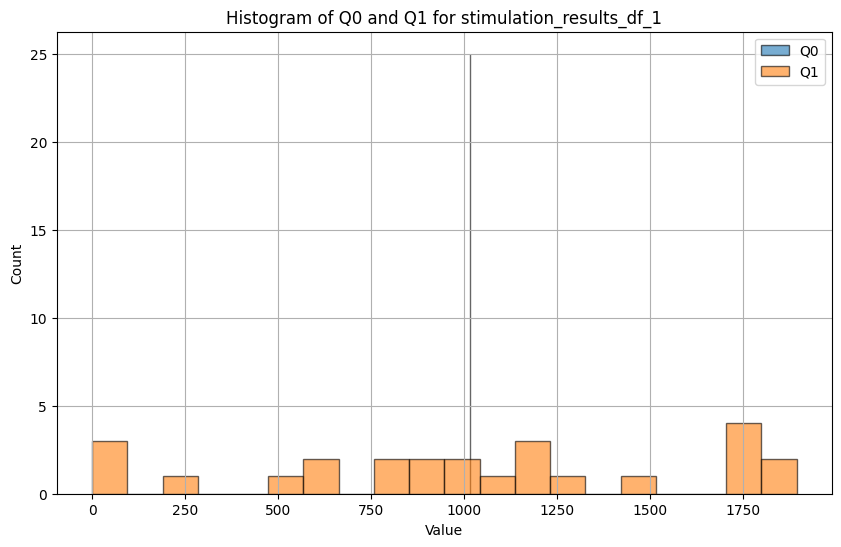 Histogram of Q0 and Q1 for stimulation_results_df_1
Q0
Q1
Count
25
20
15
10
5
0
0 250 500 750 1000 1250 1500 1750
Value